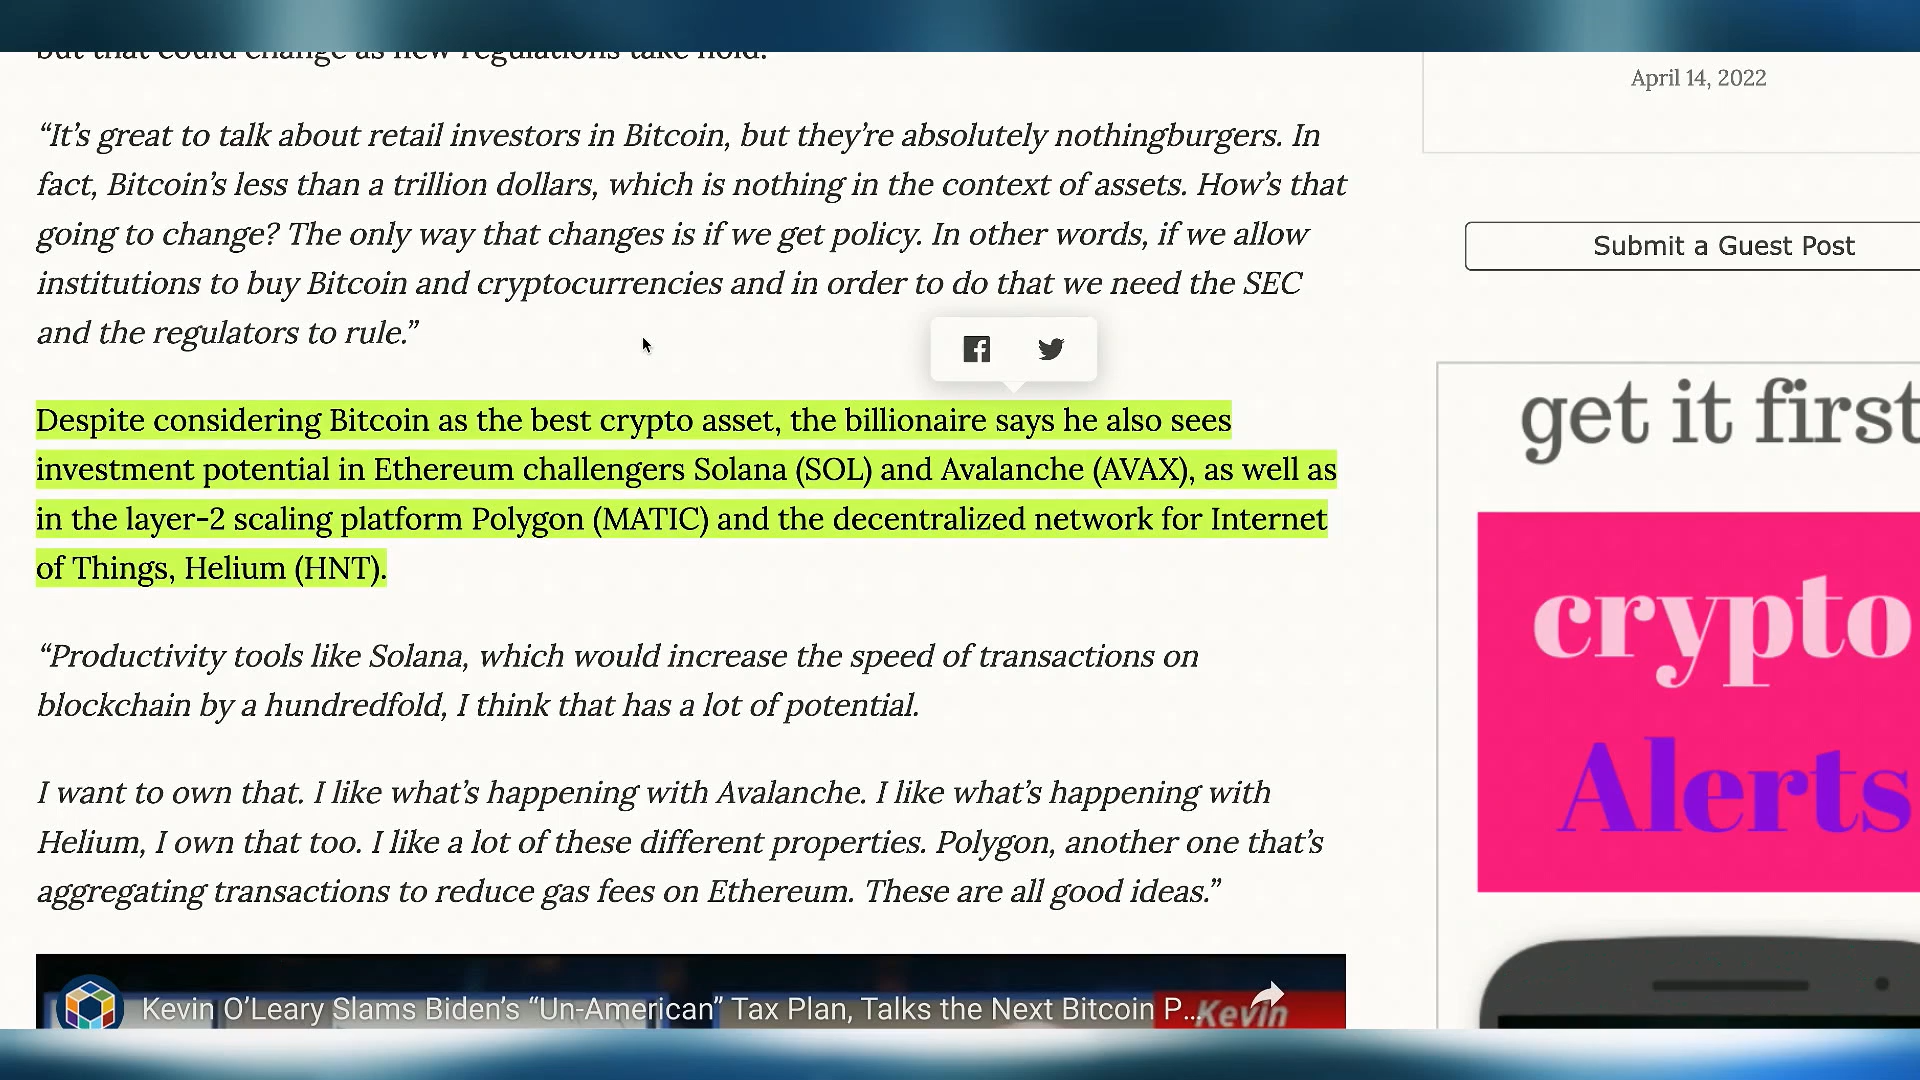 but that could change as new regulations take hold.
“It’s great to talk about retail investors in Bitcoin, but they’re absolutely nothingburgers. In
fact, Bitcoin’s less than a trillion dollars, which is nothing in the context of assets. How’s that
going to change? The only way that changes is if we get policy. In other words, if we allow
institutions to buy Bitcoin and cryptocurrencies and in order to do that we need the SEC
and the regulators to rule.”
Despite considering Bitcoin as the best crypto asset, the billionaire says he also sees
investment potential in Ethereum challengers Solana (SOL) and Avalanche (AVAX), as well as
in the layer-2 scaling platform Polygon (MATIC) and the decentralized network for Internet
of Things, Helium (HNT).
“Productivity tools like Solana, which would increase the speed of transactions on
blockchain by a hundredfold, I think that has a lot of potential.
I want to own that. I like what’s happening with Avalanche. I like what’s happening with
Helium, I own that too. I like a lot of these different properties. Polygon, another one that’s
aggregating transactions to reduce gas fees on Ethereum. These are all good ideas.”
Kevin O’Leary Slams Biden’s “Un-American” Tax Plan, Talks the Next Bitcoin P...
Kevin
April 14, 2022
Submit a Guest Post
get it first
crypto
Alerts